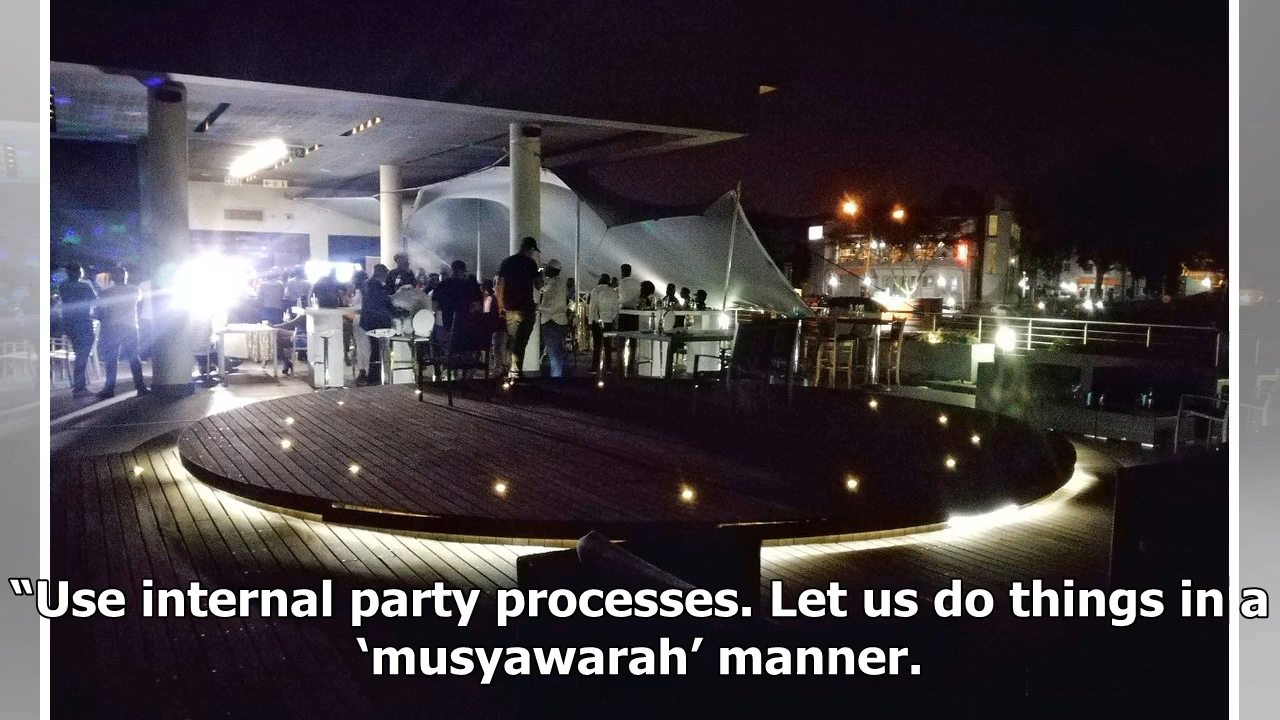 “Use internal party processes. Let us do things in a
‘musyawarah’ manner.